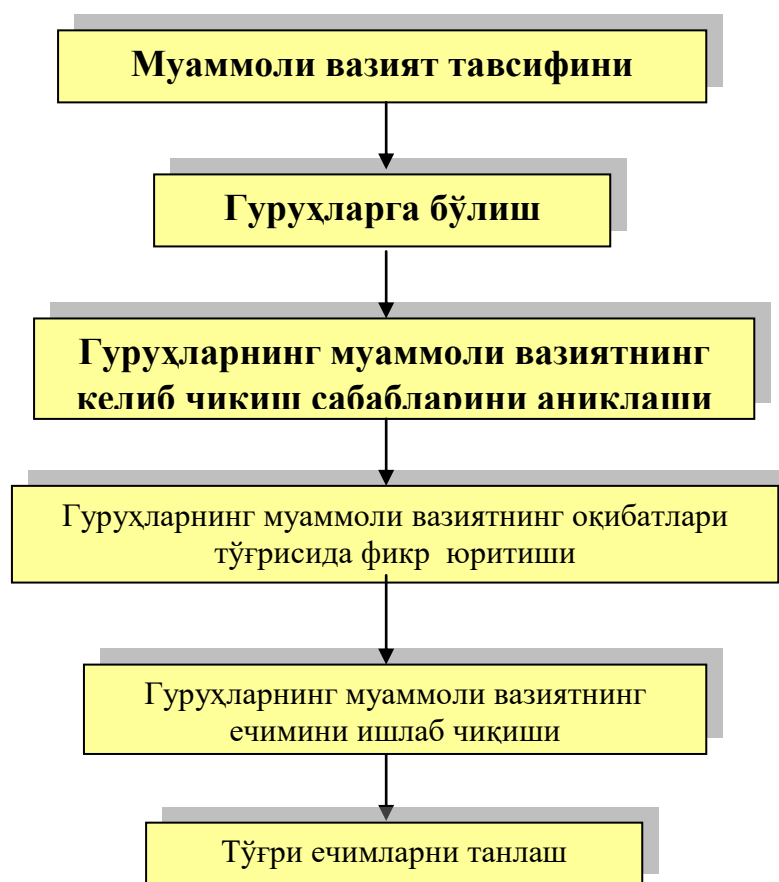 Муаммоли вазият тавсифини
Гуруҳларга бўлиш
Гуруҳларнинг муаммоли вазиятнинг
келиб чиқиш сабабларини аниқлаши
Гуруҳларнинг муаммоли вазиятнинг оқибатлари
тўғрисида фикр юритиши
Гуруҳларнинг муаммоли вазиятнинг
ечимини ишлаб чиқиши
Тўғри ечимларни танлаш